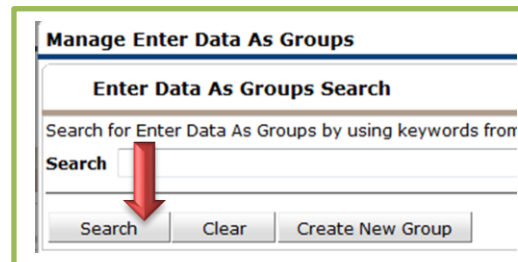 Manage Enter Data As Groups
Enter Data As Groups Search
Search for Enter Data As Groups by using keywords from
Search
Search Clear Create New Group